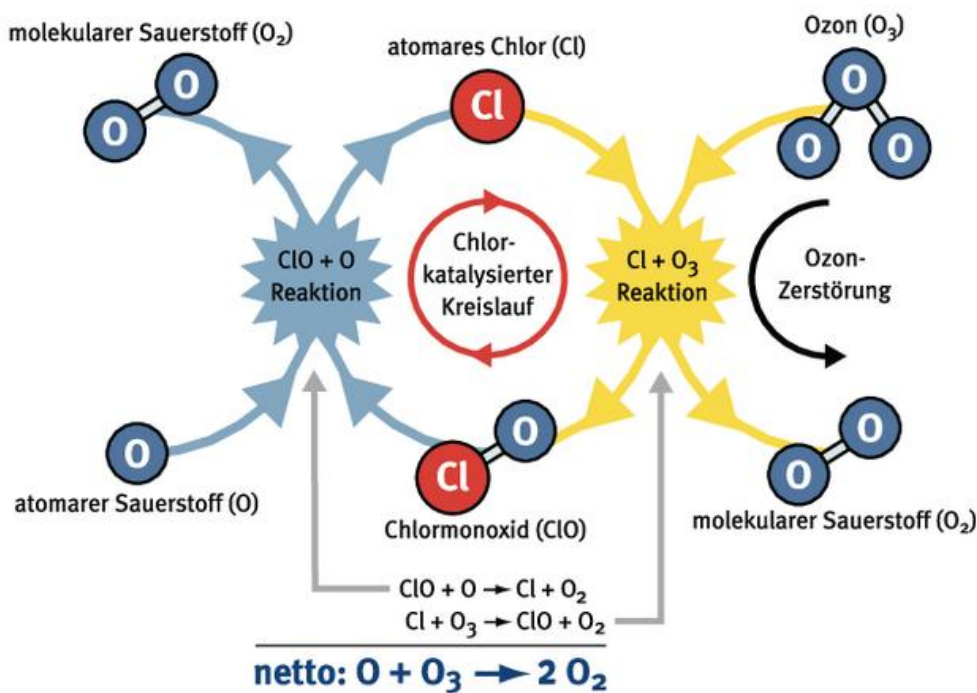 molekularer Sauerstoff (O₂)
atomares Chlor (Cl)
Ozon (O₃)
O
O
Cl
O
O
O
ClO + O
Reaktion
Chlor-
katalysierter
Kreislauf
Cl + O₃
Reaktion
Ozon-
Zerstörung
O
Cl
O
O
O
atomarer Sauerstoff (O)
Chlormonoxid (ClO)
molekularer Sauerstoff (O₂)
ClO + O → Cl + O₂
Cl + O₃ → ClO + O₂
netto: O + O₃ → 2 O₂